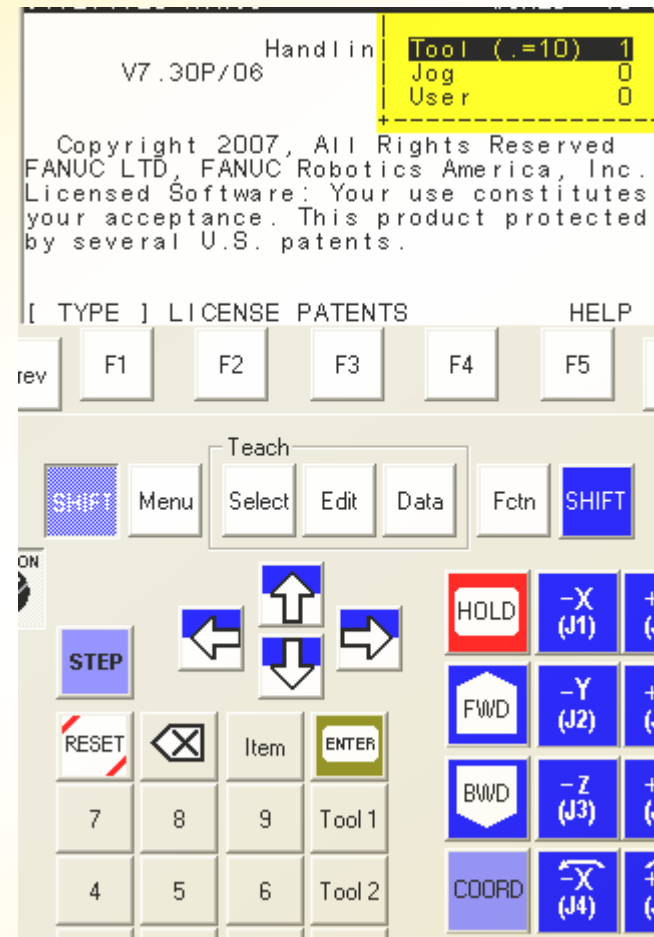 Handlin
V7.30P/06
Tool (.=10) 1
Jog 0
User 0
Copyright 2007, All Rights Reserved
FANUC LTD, FANUC Robotics America, Inc.
Licensed Software: Your use constitutes
your acceptance. This product protected
by several U.S. patents.
[ TYPE ] LICENSE PATENTS HELP
rev F1 F2 F3 F4 F5
Teach
SHIFT Menu Select Edit Data Fctn SHIFT
ON
HOLD -X (J1)
STEP
FWD -Y (J2)
RESET Item ENTER
BWD -Z (J3)
7 8 9 Tool 1
4 5 6 Tool 2
COORD -X (J4)